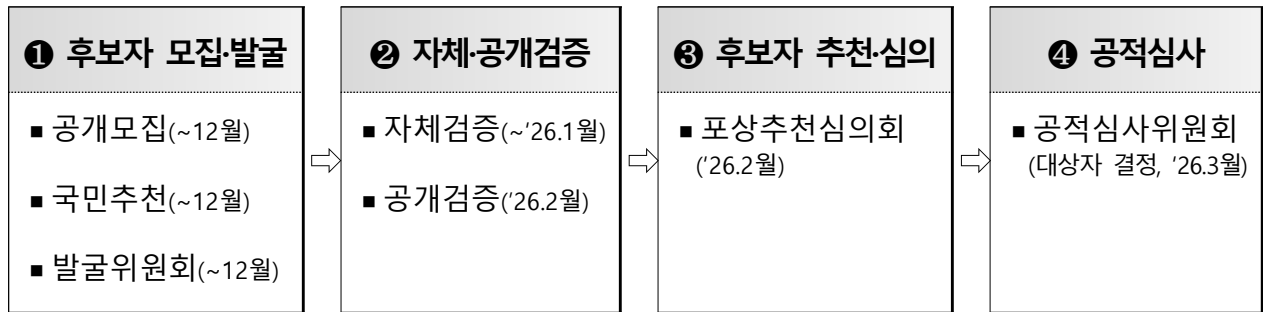 ❶ 후보자 모집·발굴
■ 공개모집(~12월)
■ 국민추천(~12월)
■ 발굴위원회(~12월)
⇨
❷ 자체·공개검증
■ 자체검증(~‘26.1월)
■ 공개검증(‘26.2월)
⇨
❸ 후보자 추천·심의
■ 포상추천심의회
(‘26.2월)
⇨
❹ 공적심사
■ 공적심사위원회
(대상자 결정, ‘26.3월)